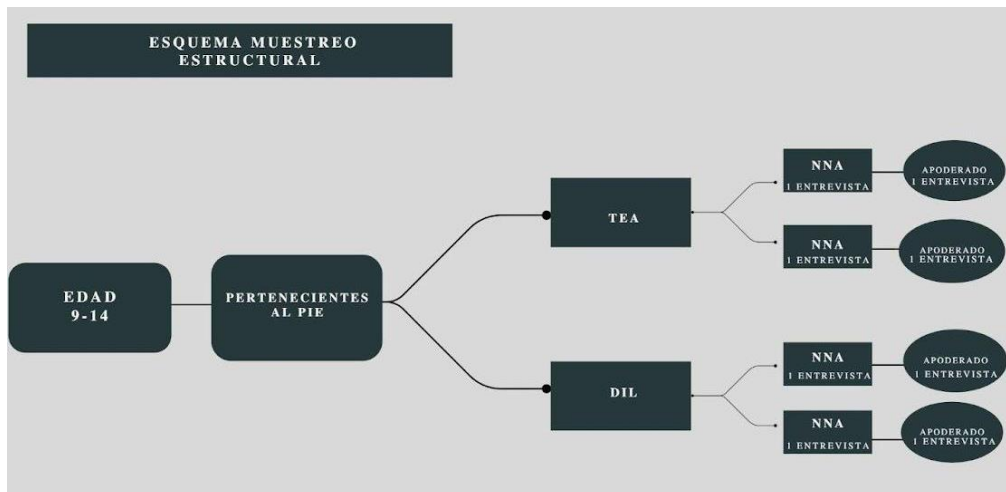 ESQUEMA MUESTREO
ESTRUCTURAL
EDAD
9-14
PERTENECIENTES
AL PIE
TEA
NNA
1 ENTREVISTA
APODERADO
1 ENTREVISTA
NNA
1 ENTREVISTA
APODERADO
1 ENTREVISTA
DIL
NNA
1 ENTREVISTA
APODERADO
1 ENTREVISTA
NNA
1 ENTREVISTA
APODERADO
1 ENTREVISTA